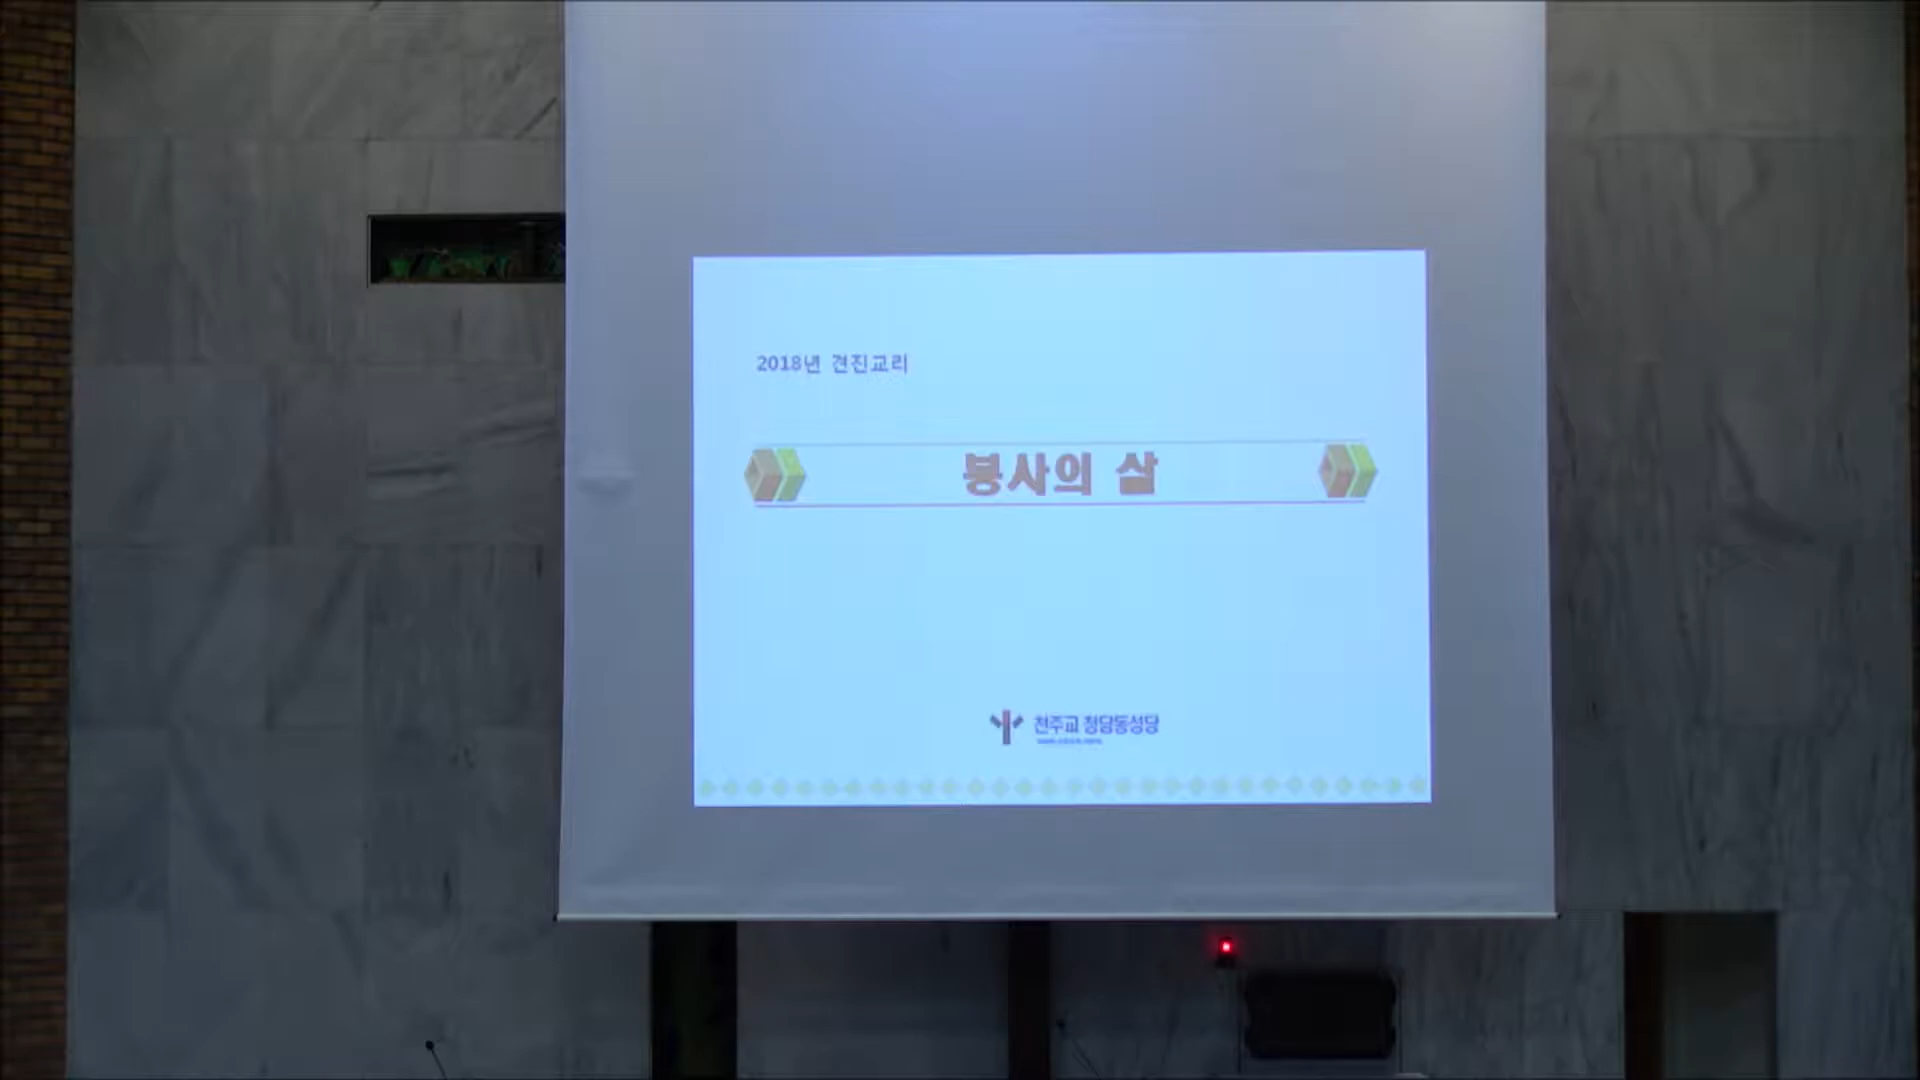 2018년 견진교리
봉사의 삶
천주교 청담동성당